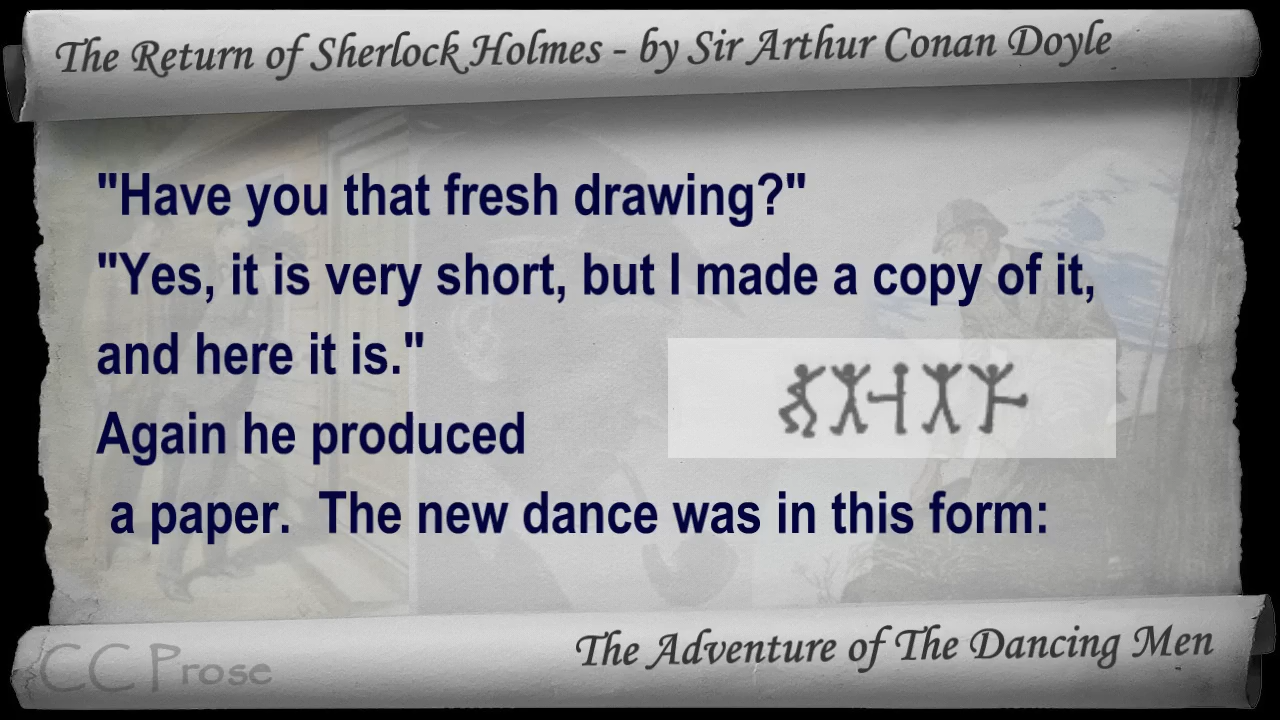 The Return of Sherlock Holmes - by Sir Arthur Conan Doyle
"Have you that fresh drawing?"
"Yes, it is very short, but I made a copy of it,
and here it is."
Again he produced
a paper. The new dance was in this form:
The Adventure of The Dancing Men
CC Prose